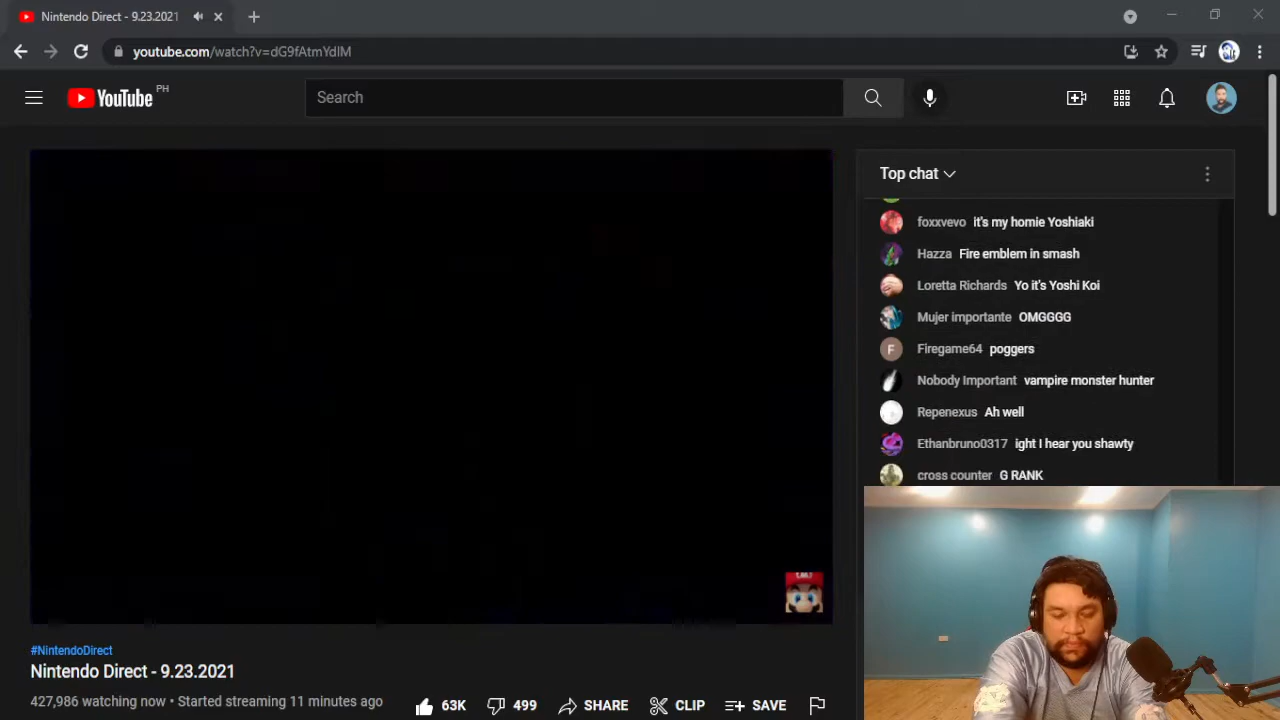 Nintendo Direct - 9.23.2021
youtube.com/watch?v=dG9fAtmYdlM
YouTube PH
Search
Top chat
foxxvevo it's my homie Yoshiaki
Hazza Fire emblem in smash
Loretta Richards Yo it's Yoshi Koi
Mujer importante OMGGGG
F Firegame64 poggers
Nobody Important vampire monster hunter
Repenexus Ah well
Ethanbruno0317 ight I hear you shawty
cross counter G RANK
M
#NintendoDirect
Nintendo Direct - 9.23.2021
427,986 watching now • Started streaming 11 minutes ago
63K 499 SHARE CLIP SAVE